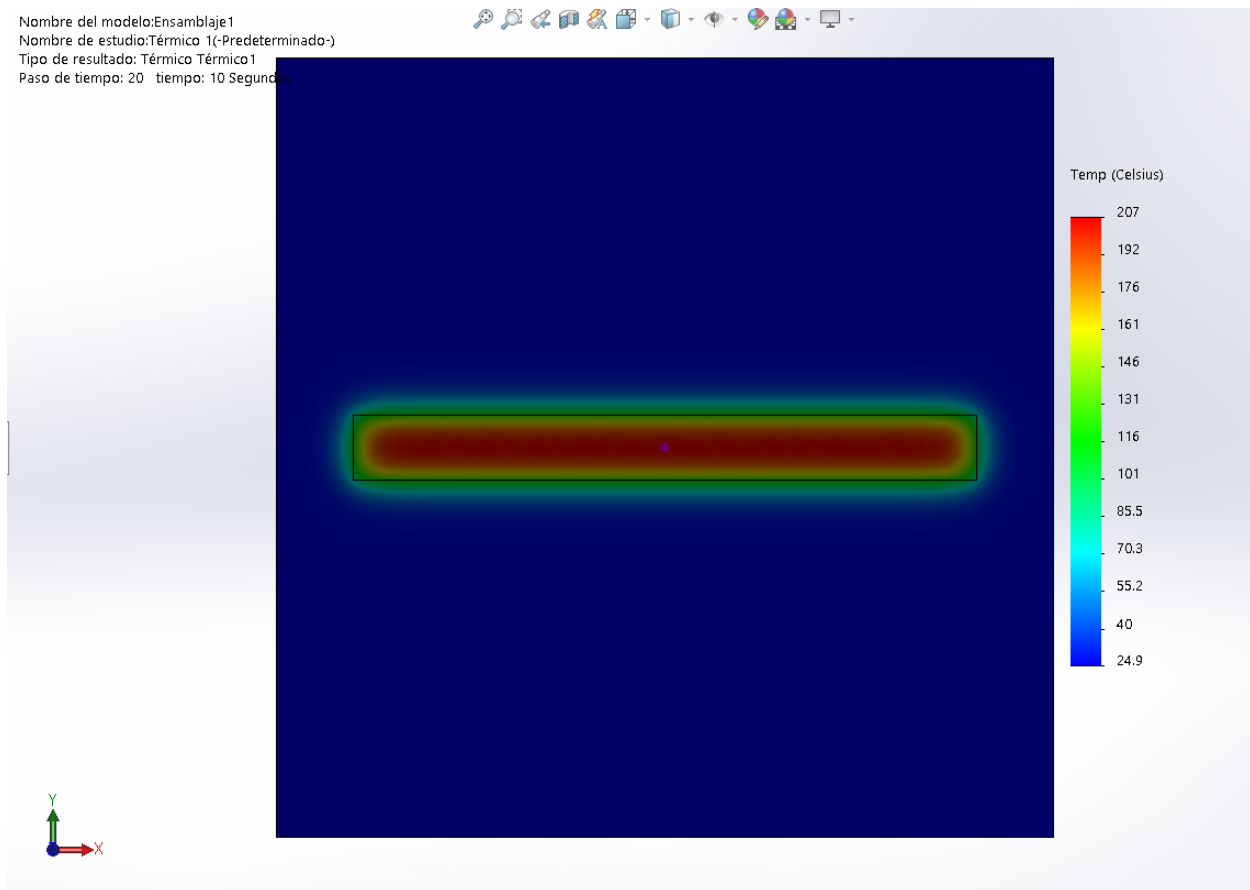 Nombre del modelo:Ensamblaje1
Nombre de estudio:Térmico 1(-Predeterminado-)
Tipo de resultado: Térmico Térmico1
Paso de tiempo: 20 tiempo: 10 Segundos
Temp (Celsius)
207
192
176
161
146
131
116
101
85.5
70.3
55.2
40
24.9
Y
X